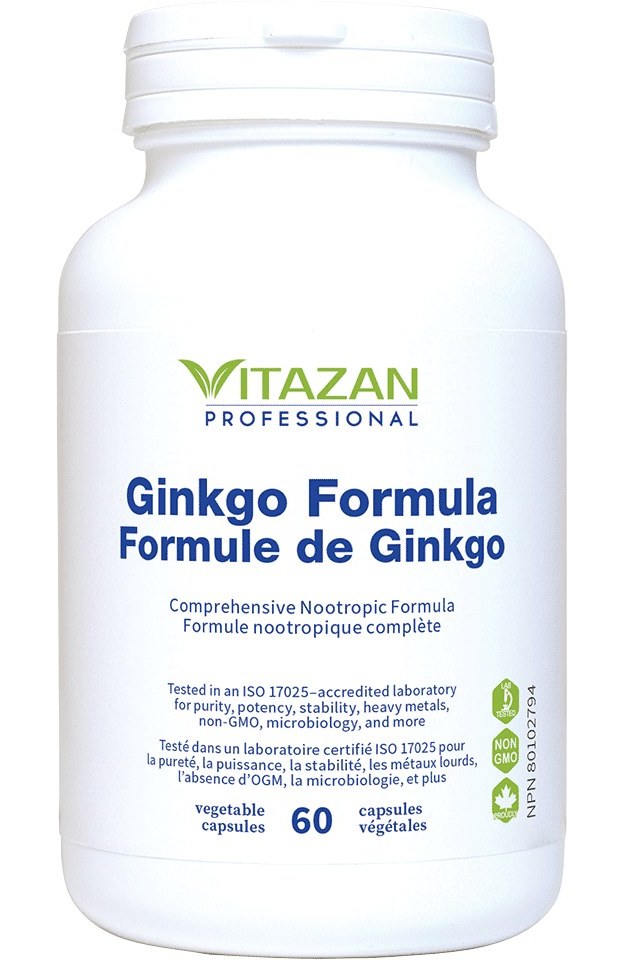 VITAZAN
PROFESSIONAL
Ginkgo Formula
Formule de Ginkgo
Comprehensive Nootropic Formula
Formule nootropique complète
Tested in an ISO 17025–accredited laboratory
for purity, potency, stability, heavy metals,
non-GMO, microbiology, and more
Testé dans un laboratoire certifié ISO 17025 pour
la pureté, la puissance, la stabilité, les métaux lourds,
l'absence d'OGM, la microbiologie, et plus
vegetable
capsules
60
capsules
végétales
LAB
TESTED
NON
GMO
PROUDLY
NPN 80102794